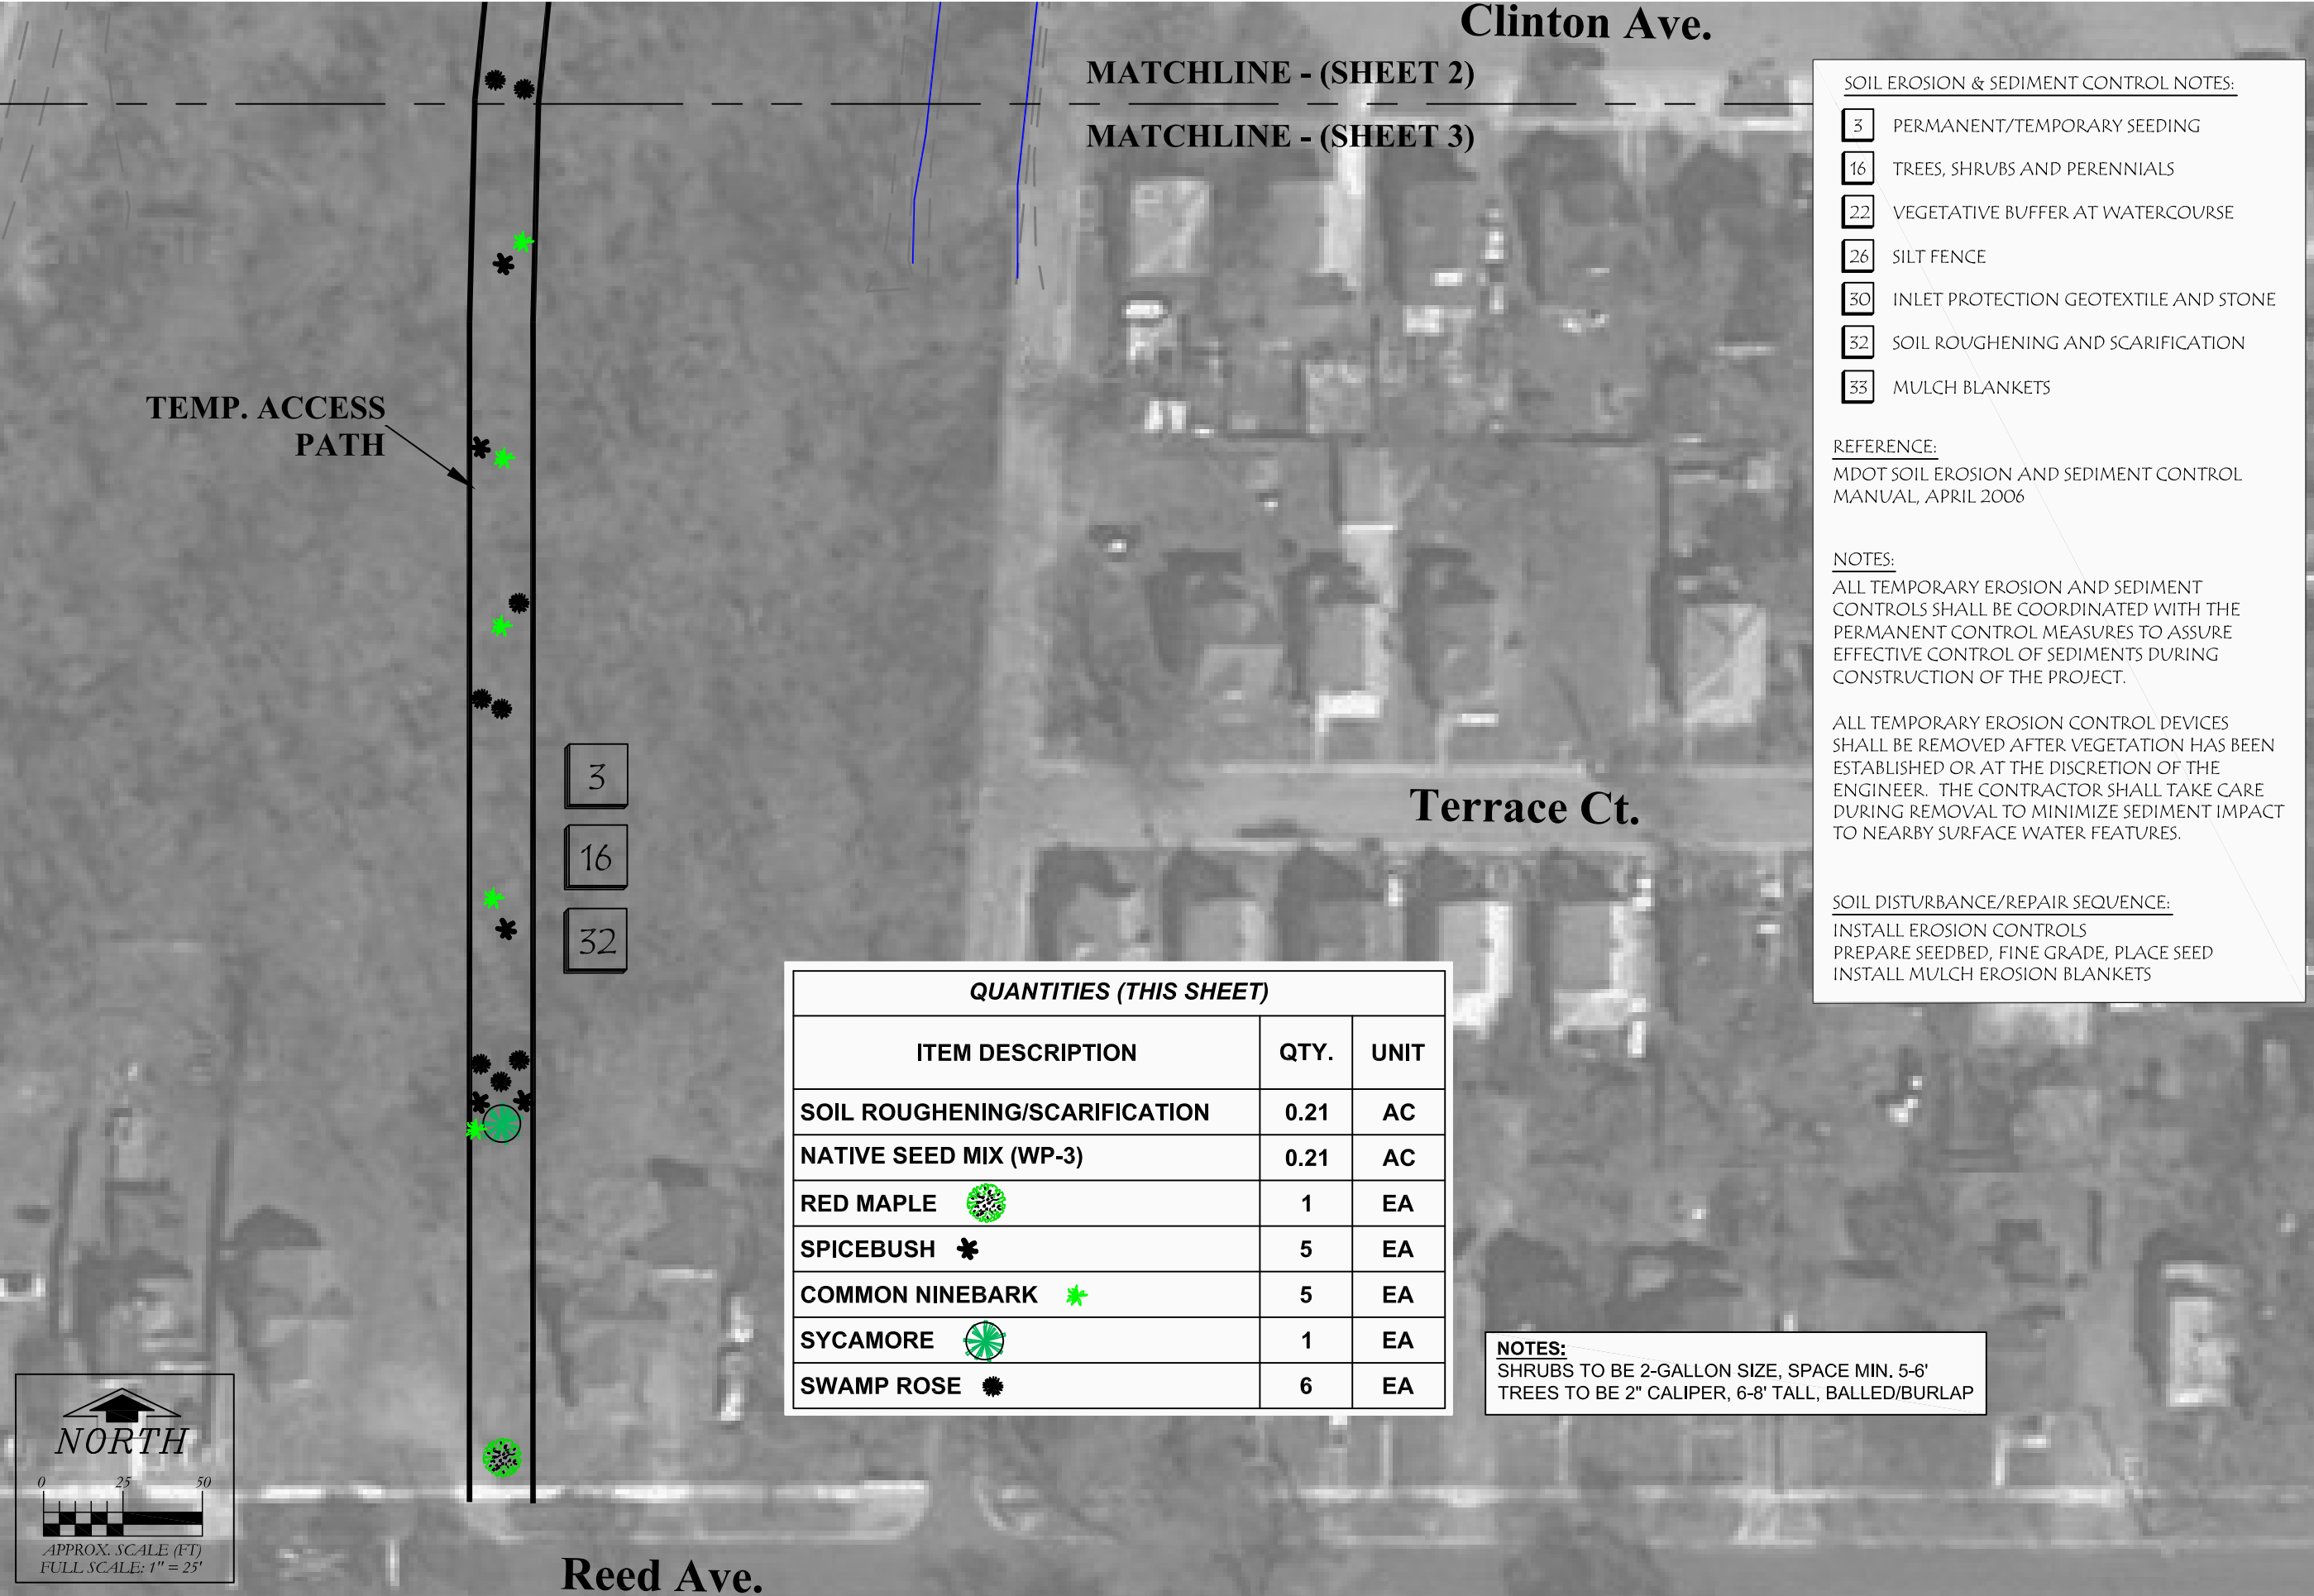 Clinton Ave.
MATCHLINE - (SHEET 2)
MATCHLINE - (SHEET 3)
TEMP. ACCESS
PATH
3
16
32
Terrace Ct.
Reed Ave.
SOIL EROSION & SEDIMENT CONTROL NOTES:
3 PERMANENT/TEMPORARY SEEDING
16 TREES, SHRUBS AND PERENNIALS
22 VEGETATIVE BUFFER AT WATERCOURSE
26 SILT FENCE
30 INLET PROTECTION GEOTEXTILE AND STONE
32 SOIL ROUGHENING AND SCARIFICATION
33 MULCH BLANKETS
REFERENCE:
MDOT SOIL EROSION AND SEDIMENT CONTROL
MANUAL, APRIL 2006
NOTES:
ALL TEMPORARY EROSION AND SEDIMENT
CONTROLS SHALL BE COORDINATED WITH THE
PERMANENT CONTROL MEASURES TO ASSURE
EFFECTIVE CONTROL OF SEDIMENTS DURING
CONSTRUCTION OF THE PROJECT.
ALL TEMPORARY EROSION CONTROL DEVICES
SHALL BE REMOVED AFTER VEGETATION HAS BEEN
ESTABLISHED OR AT THE DISCRETION OF THE
ENGINEER. THE CONTRACTOR SHALL TAKE CARE
DURING REMOVAL TO MINIMIZE SEDIMENT IMPACT
TO NEARBY SURFACE WATER FEATURES.
SOIL DISTURBANCE/REPAIR SEQUENCE:
INSTALL EROSION CONTROLS
PREPARE SEEDBED, FINE GRADE, PLACE SEED
INSTALL MULCH EROSION BLANKETS
QUANTITIES (THIS SHEET)
ITEM DESCRIPTION QTY. UNIT
SOIL ROUGHENING/SCARIFICATION 0.21 AC
NATIVE SEED MIX (WP-3) 0.21 AC
RED MAPLE 1 EA
SPICEBUSH 5 EA
COMMON NINEBARK 5 EA
SYCAMORE 1 EA
SWAMP ROSE 6 EA
NOTES:
SHRUBS TO BE 2-GALLON SIZE, SPACE MIN. 5-6'
TREES TO BE 2" CALIPER, 6-8' TALL, BALLED/BURLAP
NORTH
0 25 50
APPROX. SCALE (FT)
FULL SCALE: 1" = 25'